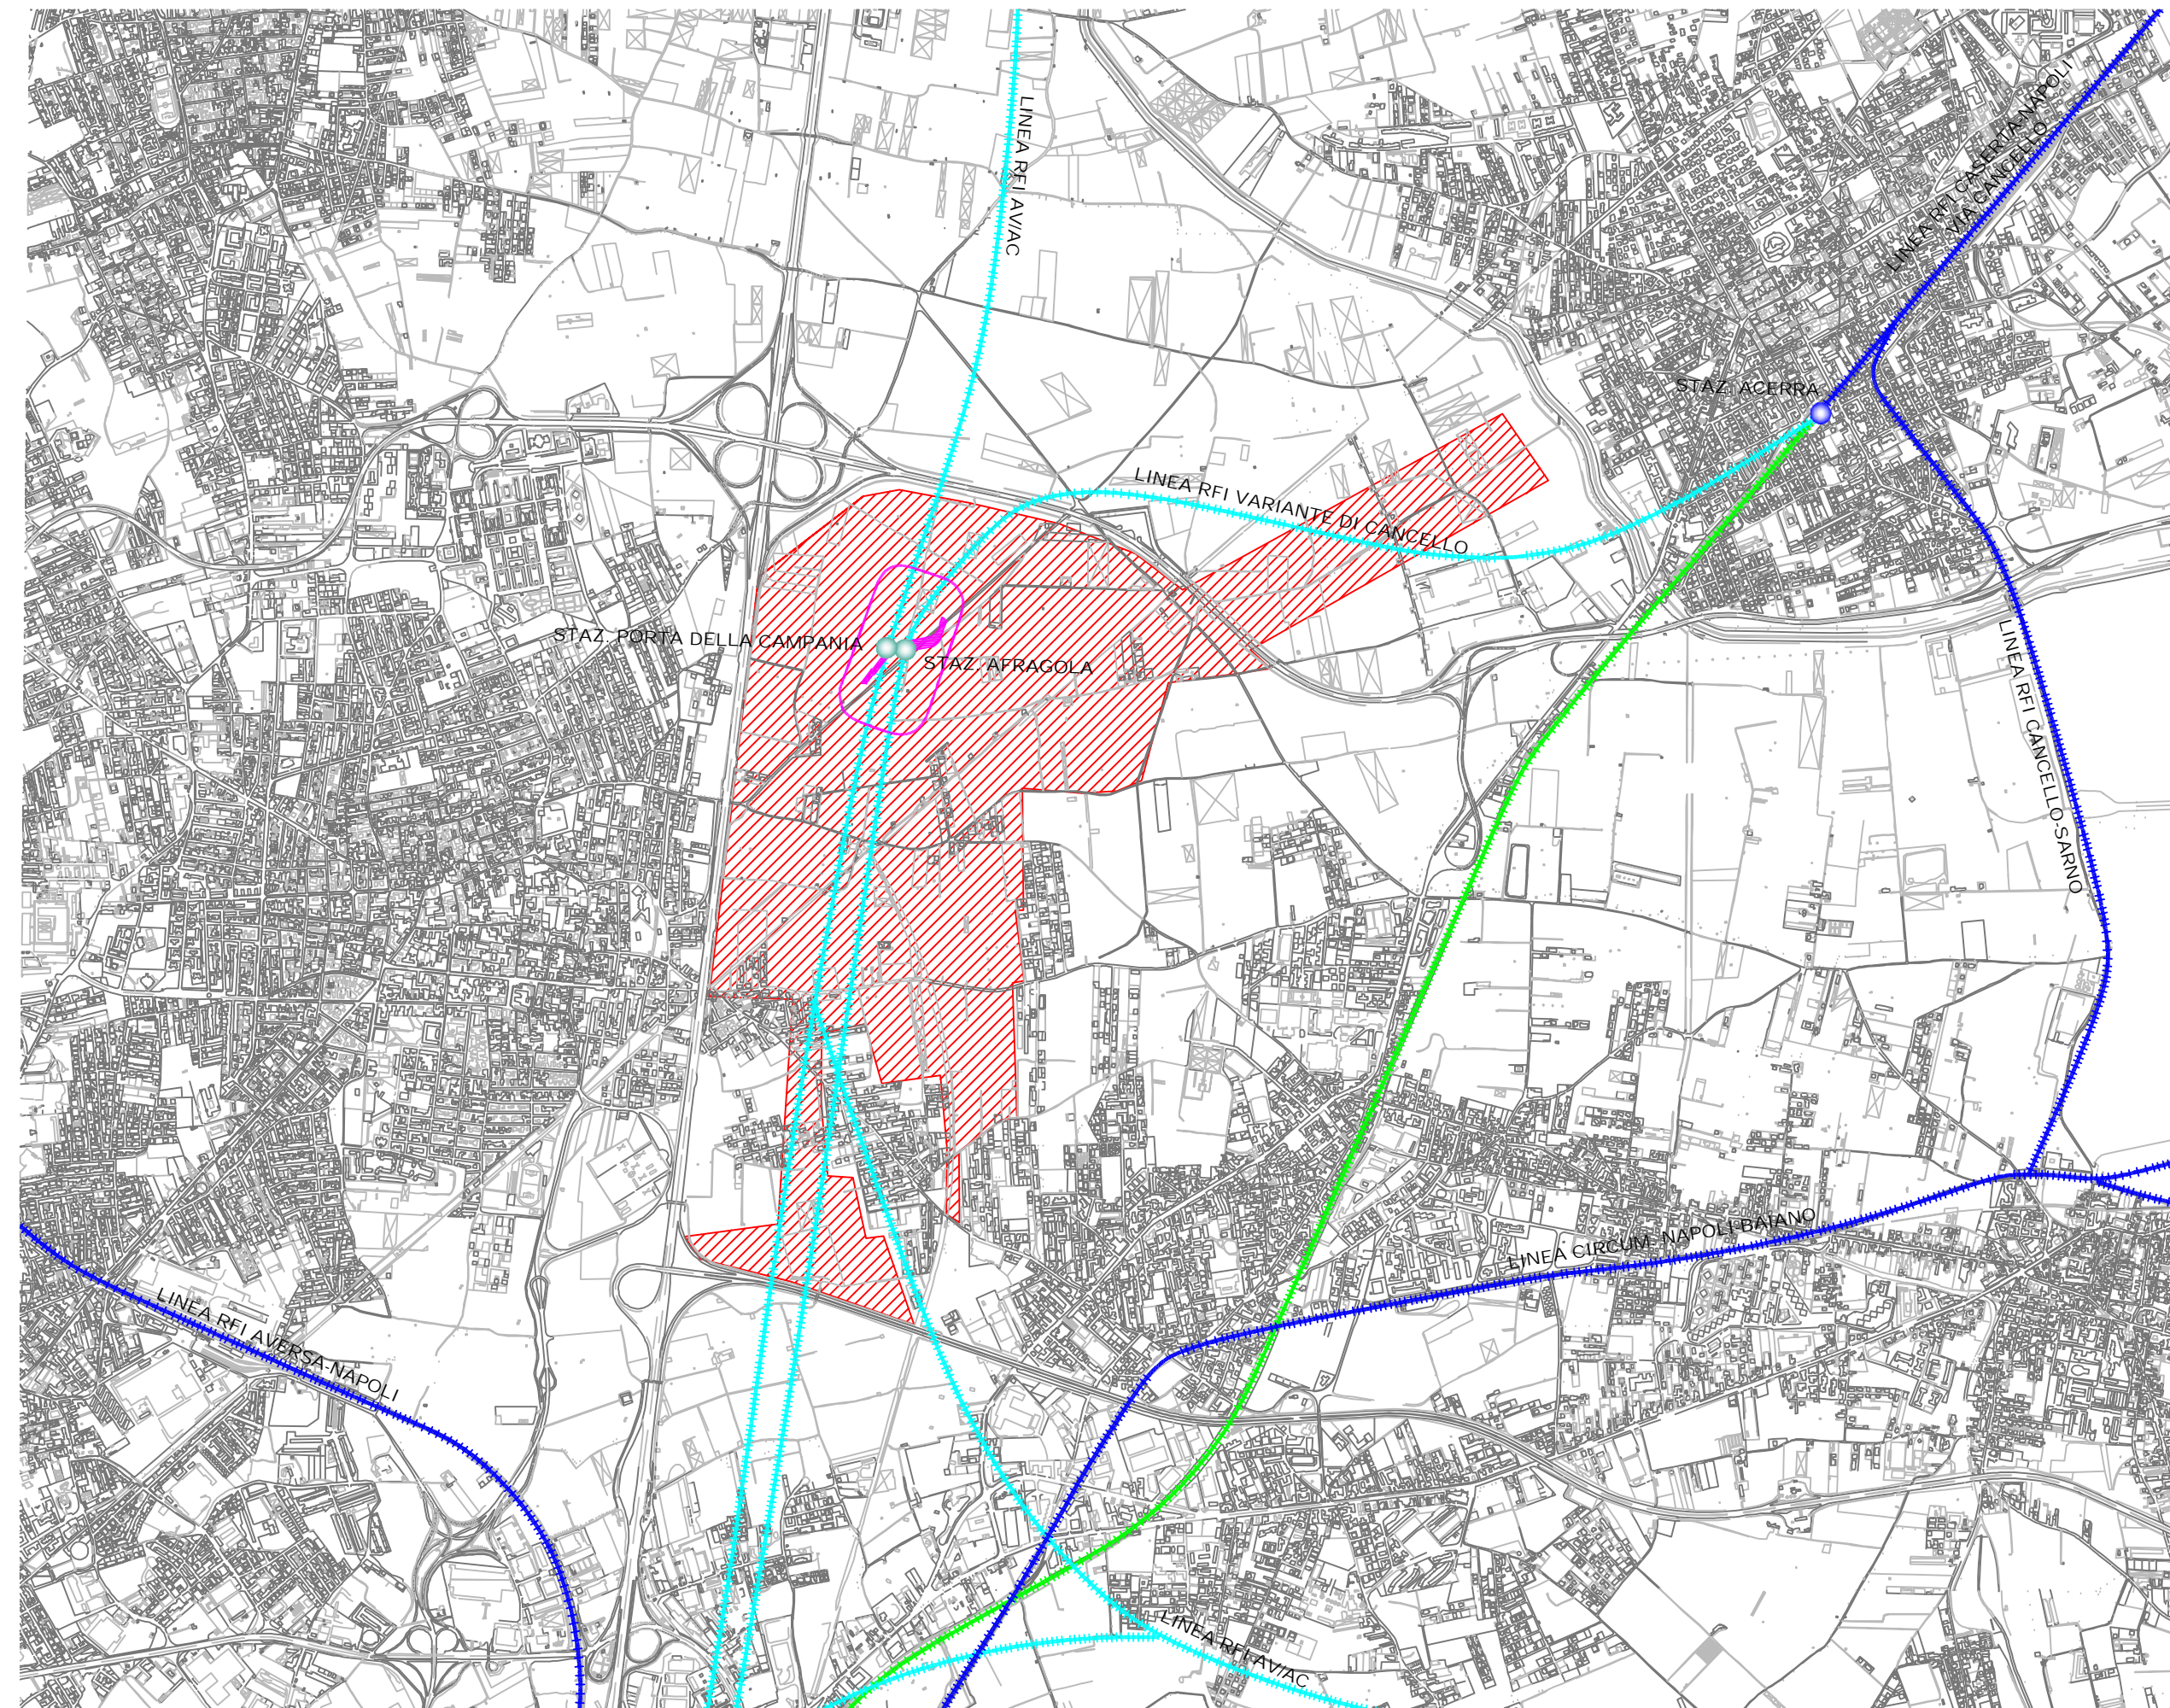 LINEA RFI AV/AC
LINEA RFI CASERTA-NAPOLI
VIA CANCELLO
STAZ. ACERRA
LINEA RFI VARIANTE DI CANCELLO
STAZ. PORTA DELLA CAMPANIA
STAZ. AFRAGOLA
LINEA RFI CANCELLO-SARNO
LINEA CIRCUM. NAPOLI-BAIANO
LINEA RFI AVERSA-NAPOLI
LINEA RFI AV/AC